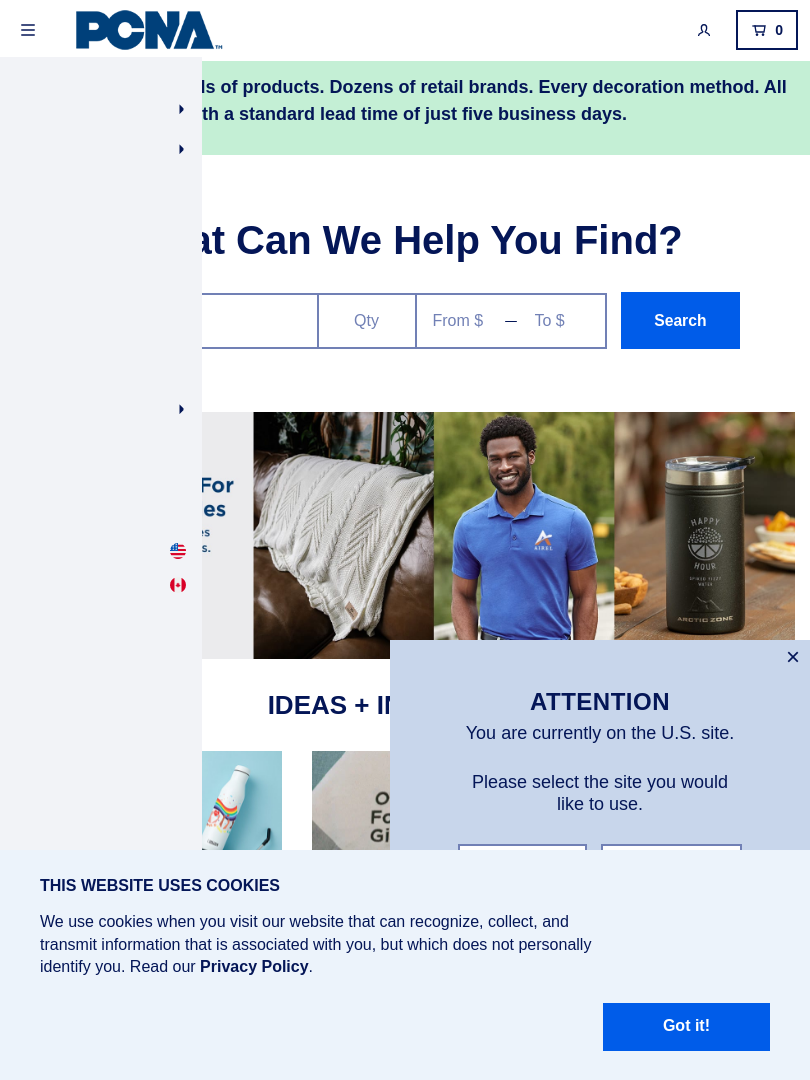 PCNA™
0
ls of products. Dozens of retail brands. Every decoration method. All
th a standard lead time of just five business days.
at Can We Help You Find?
Qty
From $
—
To $
Search
For
es
es
s.
AIREL
HAPPY
HOUR
ARCTIC ZONE
IDEAS + I
O
Fo
Gi
×
ATTENTION
You are currently on the U.S. site.
Please select the site you would
like to use.
THIS WEBSITE USES COOKIES
We use cookies when you visit our website that can recognize, collect, and
transmit information that is associated with you, but which does not personally
identify you. Read our Privacy Policy.
Got it!